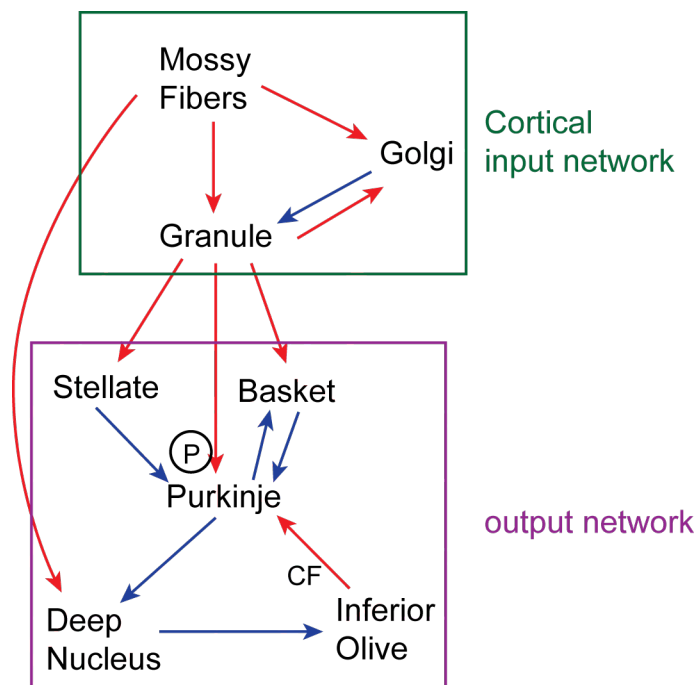 Mossy
Fibers
Golgi
Cortical
input network
Granule
Stellate
Basket
P
Purkinje
output network
CF
Deep
Nucleus
Inferior
Olive